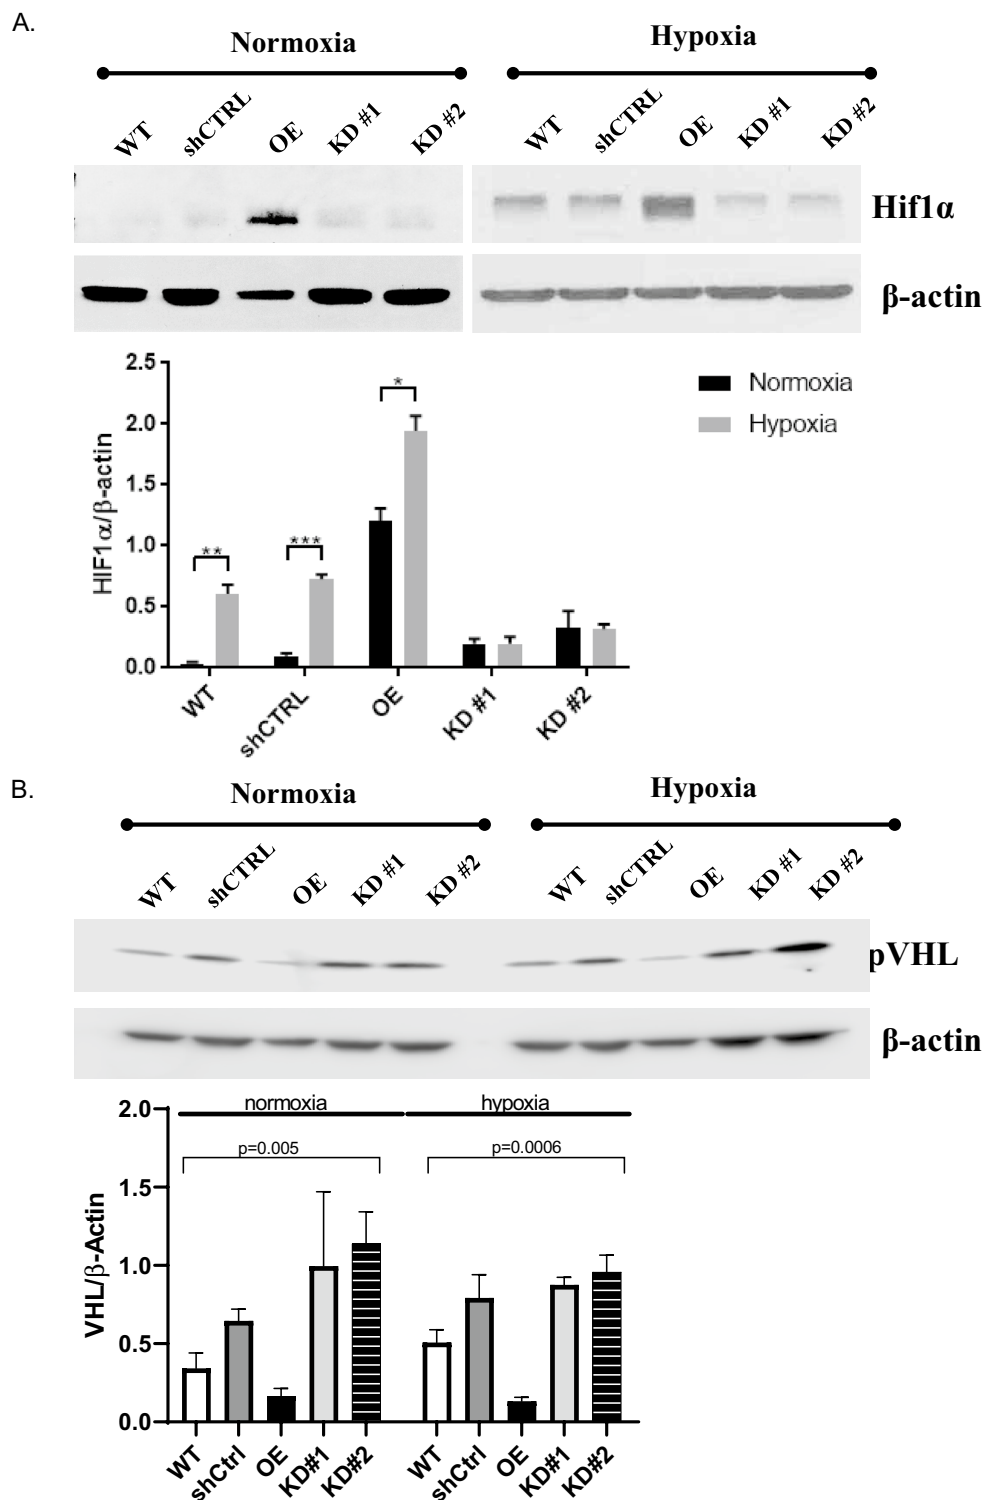 A.
Normoxia
Hypoxia
WT shCTRL OE KD #1 KD #2
WT shCTRL OE KD #1 KD #2
Hif1α
β-actin
2.5
2.0
1.5
1.0
0.5
0.0
HIF1α/β-actin
** *** *
Normoxia
Hypoxia
WT shCTRL OE KD #1 KD #2
B.
Normoxia
Hypoxia
WT shCTRL OE KD #1 KD #2
WT shCTRL OE KD #1 KD #2
pVHL
β-actin
normoxia hypoxia
p=0.005 p=0.0006
2.0
1.5
1.0
0.5
0.0
VHL/β-Actin
WT shCtrl OE KD#1 KD#2 WT shCtrl OE KD#1 KD#2